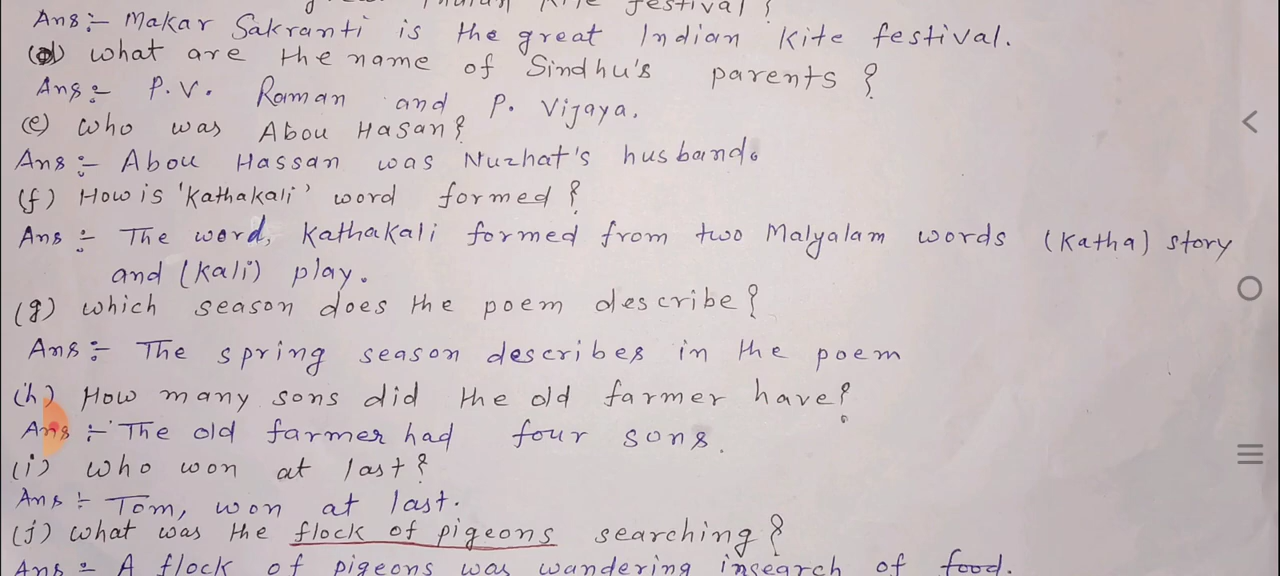 Indian Kite festival?
Ans:- Makar Sakranti is the great Indian Kite festival.
(d) what are the name of Sindhu's parents?
Ans:- P.V. Raman and P. Vijaya.
(e) who was Abou Hasan?
Ans:- Abou Hassan was Nuzhat's husband.
(f) How is 'Kathakali' word formed?
Ans:- The word, Kathakali formed from two Malyalam words (Katha) story
and (Kali) play.
(g) which season does the poem describe?
Ans:- The spring season describes in the poem
(h) How many sons did the old farmer have?
Ans:- The old farmer had four sons.
(i) who won at last?
Ans:- Tom, won at last.
(j) what was the flock of pigeons searching?
Ans:- A flock of pigeons was wandering insearch of food.